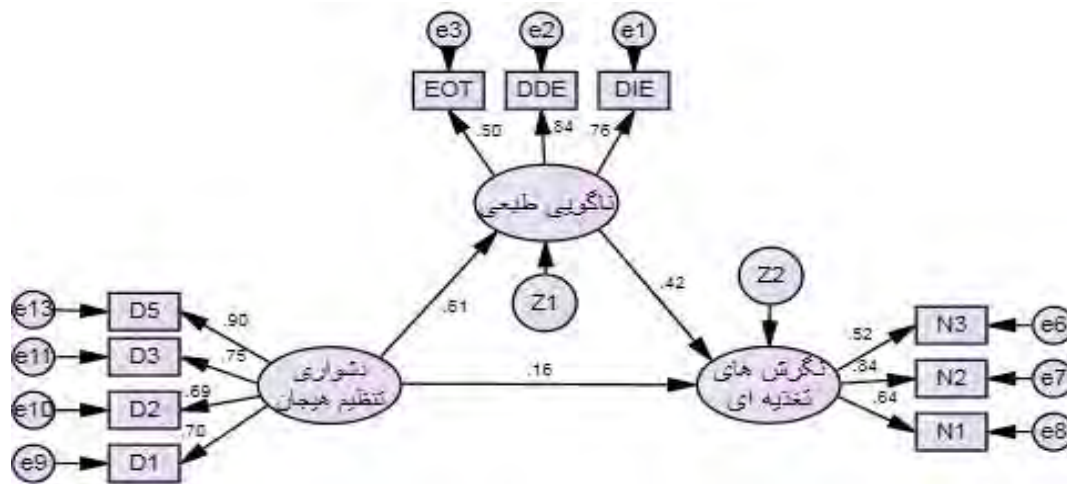 e3 e2 e1
EOT DDE DIE
.50 .84 .76
ناگویی طبعی
Z1
Z2
.61
.42
.16
e13 D5 .90
e11 D3 .75
e10 D2 .69
e9 D1 .70
دشواری
تنظیم هیجان
نگرش های
تغذیه ای
.52 N3 e6
.84 N2 e7
.64 N1 e8